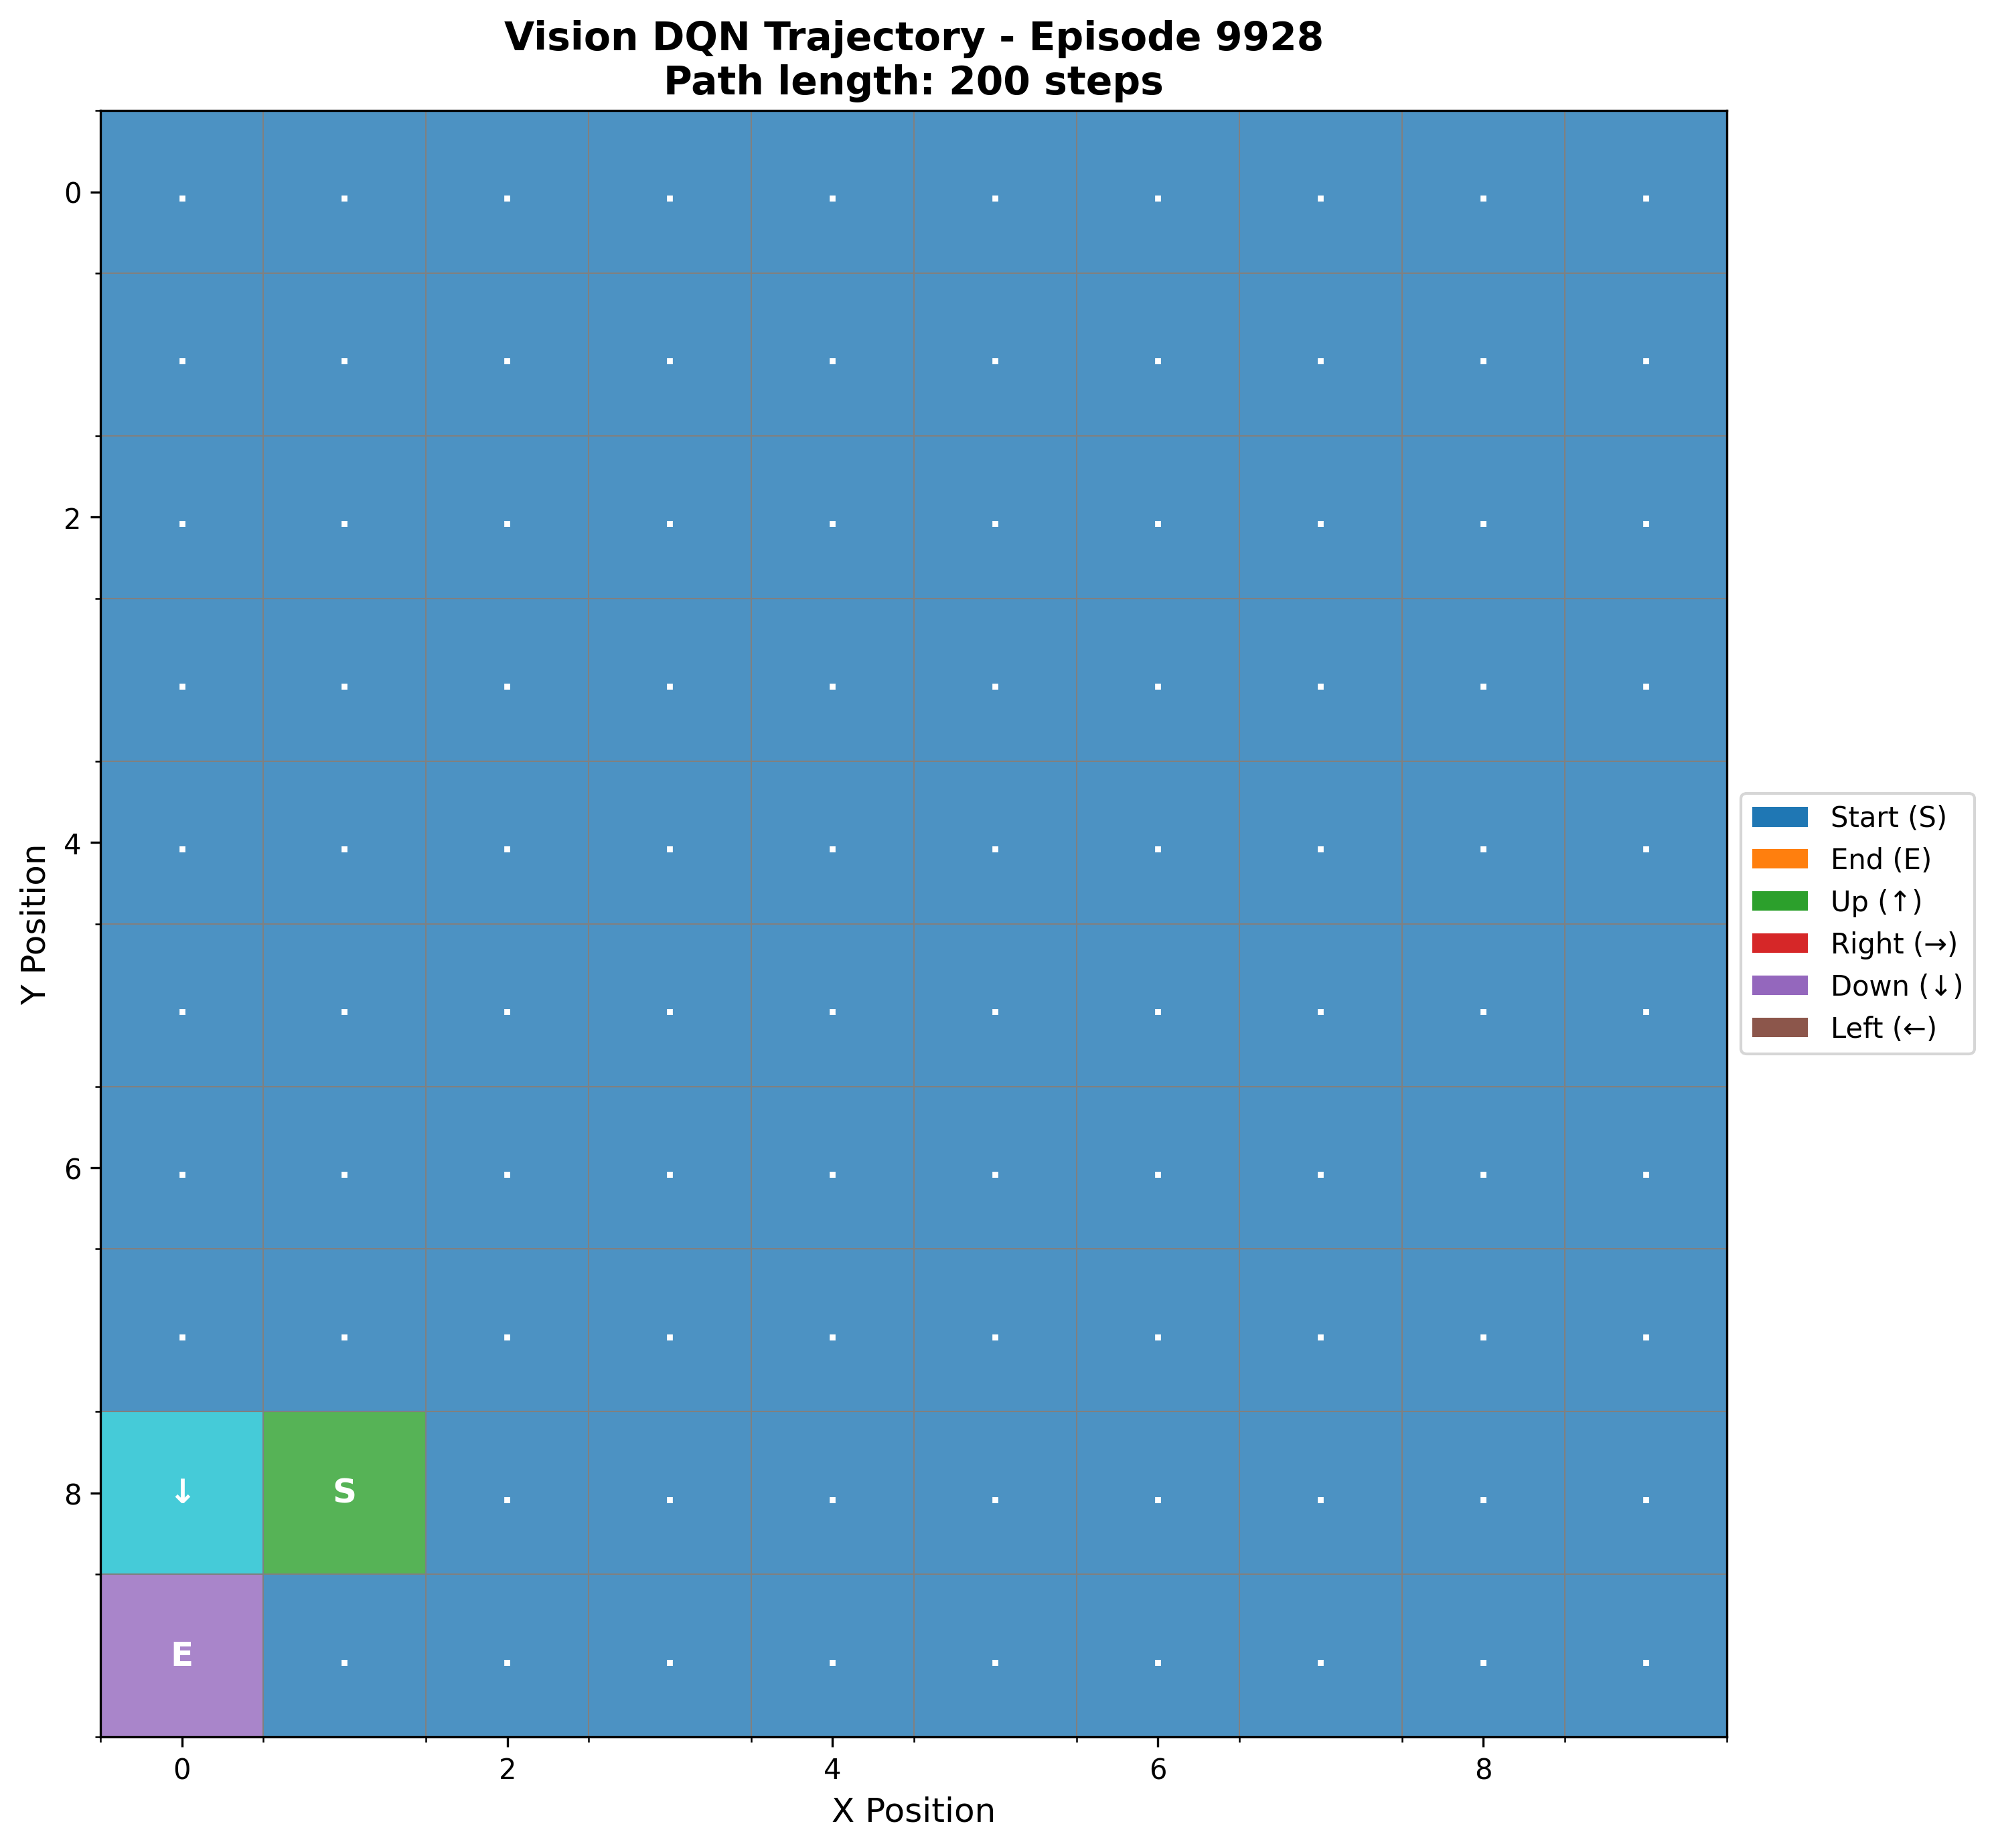 Vision DQN Trajectory - Episode 9928
Path length: 200 steps
0
2
4
6
8
Y Position
↓ S
E
0 2 4 6 8
X Position
Start (S)
End (E)
Up (↑)
Right (→)
Down (↓)
Left (←)